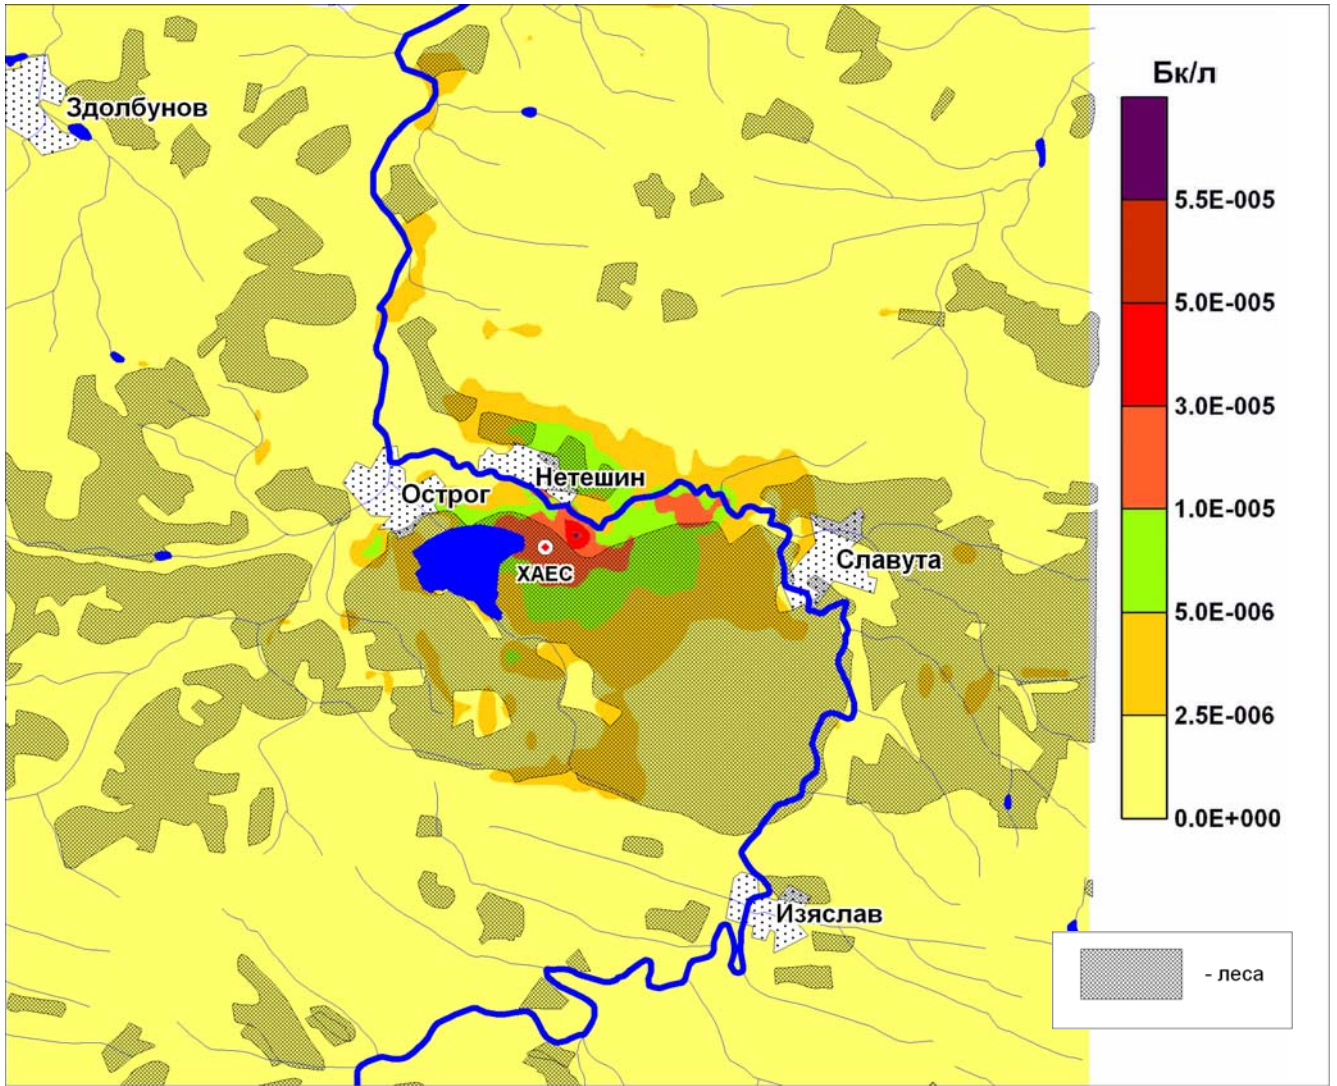 Бк/л
Здолбунов
5.5E-005
5.0E-005
3.0E-005
Нетешин
Острог
1.0E-005
Славута
ХАЕС
5.0E-006
2.5E-006
0.0E+000
Изяслав
- леса